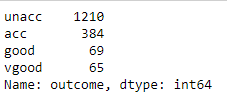 unacc    1210
acc       384
good       69
vgood      65
Name: outcome, dtype: int64